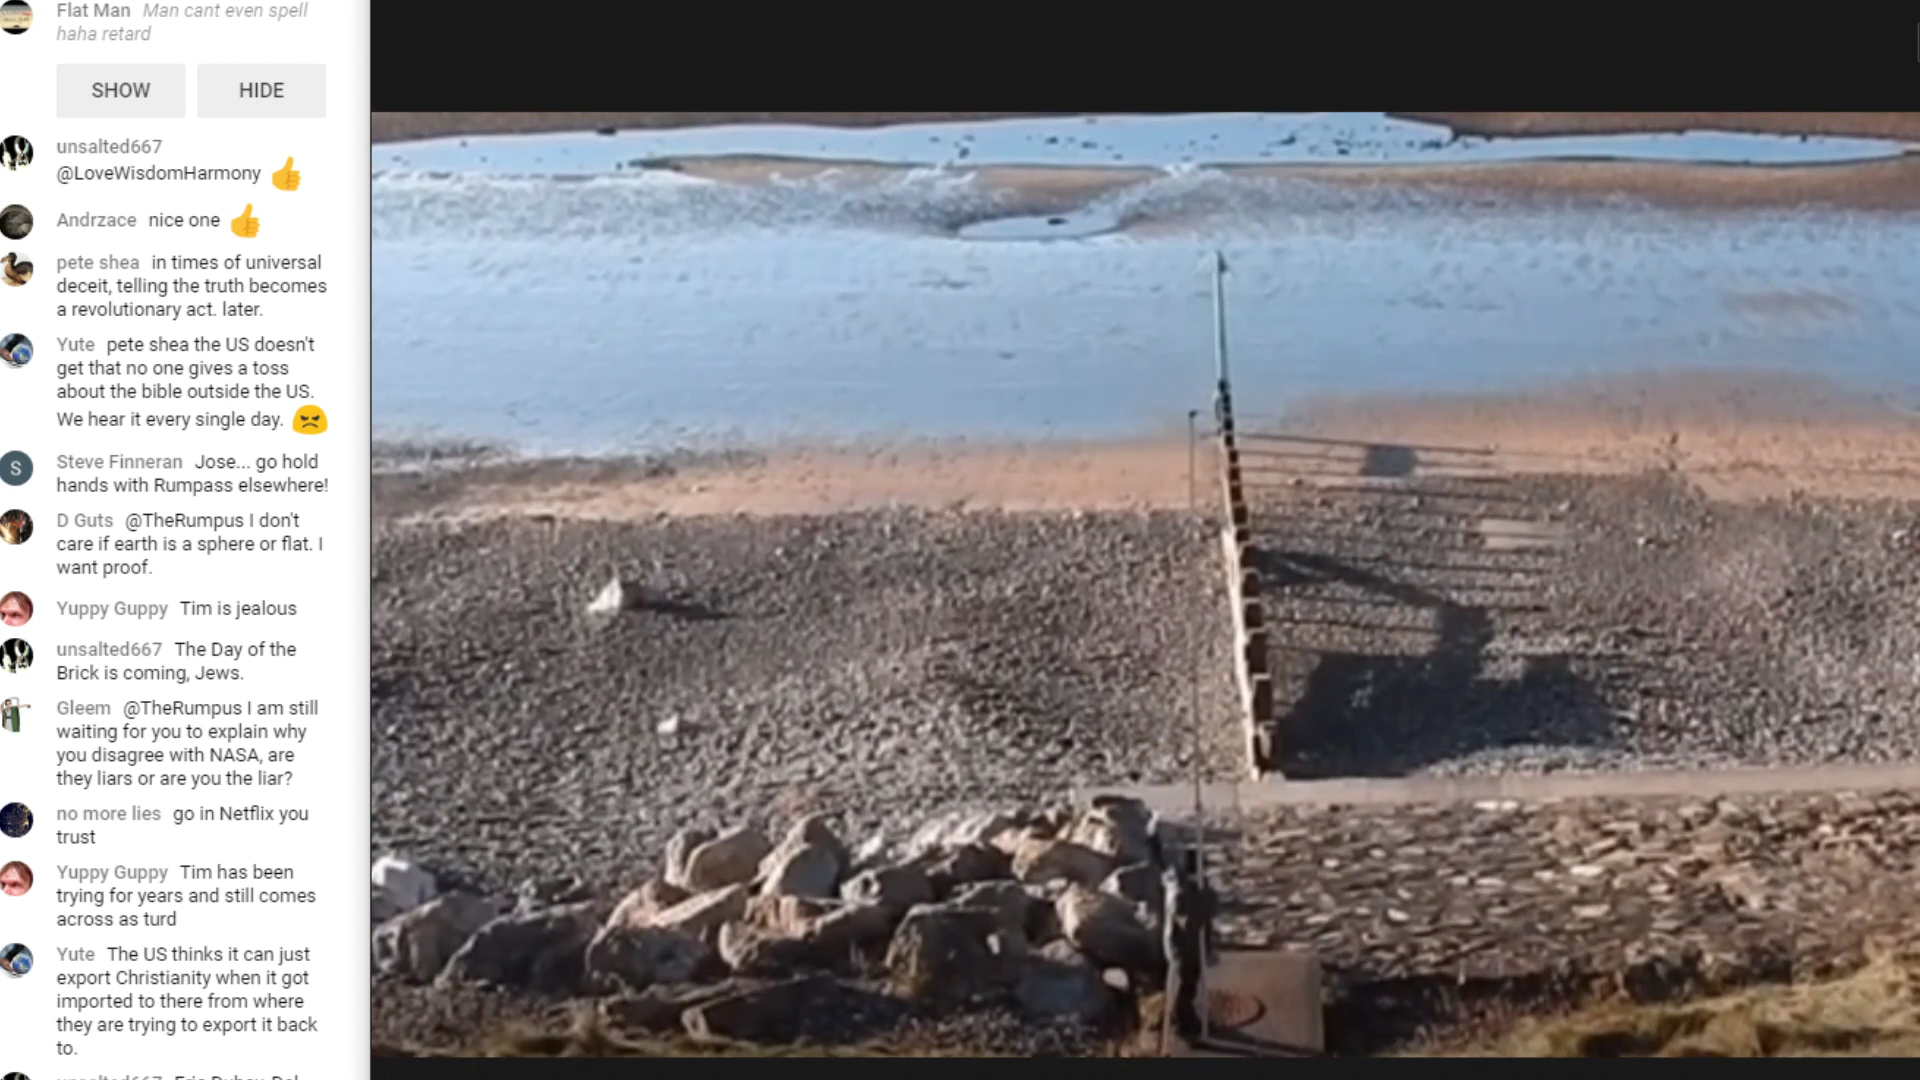 Flat Man Man cant even spell
haha retard
SHOW HIDE
unsalted667
@LoveWisdomHarmony
Andrzace nice one
pete shea in times of universal
deceit, telling the truth becomes
a revolutionary act. later.
Yute pete shea the US doesn't
get that no one gives a toss
about the bible outside the US.
We hear it every single day.
S
Steve Finneran Jose... go hold
hands with Rumpass elsewhere!
D Guts @TheRumpus I don't
care if earth is a sphere or flat. I
want proof.
Yuppy Guppy Tim is jealous
unsalted667 The Day of the
Brick is coming, Jews.
Gleem @TheRumpus I am still
waiting for you to explain why
you disagree with NASA, are
they liars or are you the liar?
no more lies go in Netflix you
trust
Yuppy Guppy Tim has been
trying for years and still comes
across as turd
Yute The US thinks it can just
export Christianity when it got
imported to there from where
they are trying to export it back
to.
unsalted667